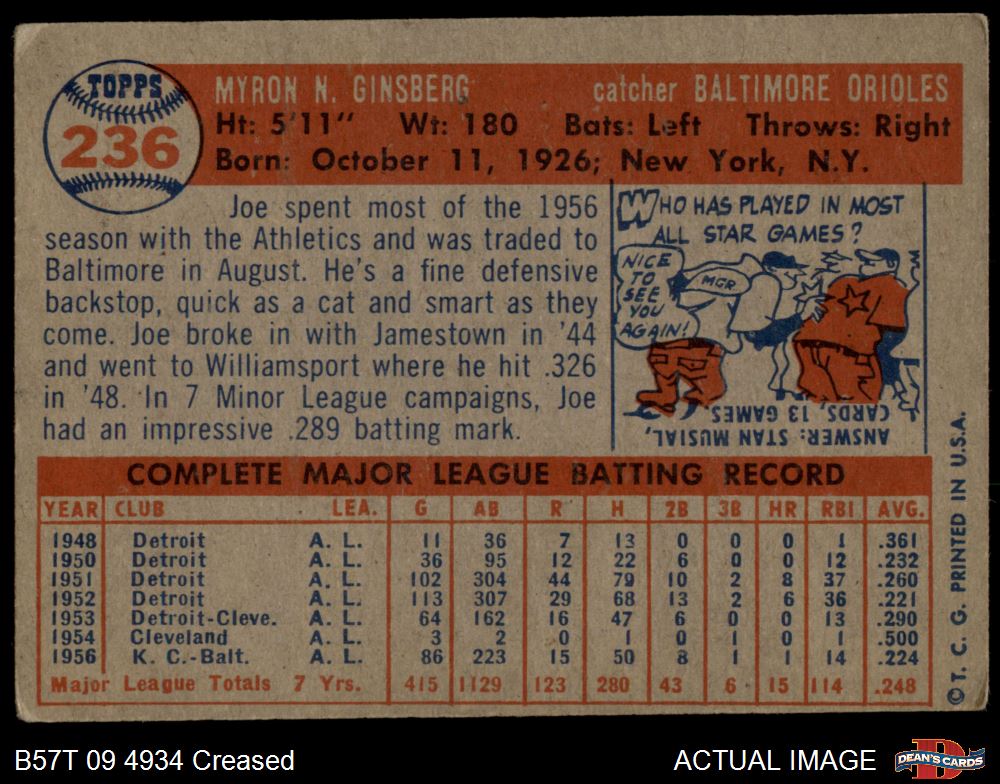 TOPPS
236
MYRON N. GINSBERG catcher BALTIMORE ORIOLES
Ht: 5'11" Wt: 180 Bats: Left Throws: Right
Born: October 11, 1926; New York, N.Y.
Joe spent most of the 1956
season with the Athletics and was traded to
Baltimore in August. He's a fine defensive
backstop, quick as a cat and smart as they
come. Joe broke in with Jamestown in '44
and went to Williamsport where he hit .326
in '48. In 7 Minor League campaigns, Joe
had an impressive .289 batting mark.
WHO HAS PLAYED IN MOST
ALL STAR GAMES?
NICE
TO
SEE
YOU
AGAIN!
MGR
ANSWER: STAN MUSIAL,
CARDS, 13 GAMES.
COMPLETE MAJOR LEAGUE BATTING RECORD
YEAR CLUB LEA. G AB R H 2B 3B HR RBI AVG.
1948 Detroit A. L. 11 36 7 13 0 0 0 1 .361
1950 Detroit A. L. 36 95 12 22 6 0 0 12 .232
1951 Detroit A. L. 102 304 44 79 10 2 8 37 .260
1952 Detroit A. L. 113 307 29 68 13 2 6 36 .221
1953 Detroit-Cleve. A. L. 64 162 16 47 6 0 0 13 .290
1954 Cleveland A. L. 3 2 0 1 0 1 0 1 .500
1956 K. C.-Balt. A. L. 86 223 15 50 8 1 1 14 .224
Major League Totals 7 Yrs. 415 1129 123 280 43 6 15 114 .248
© T. C. G. PRINTED IN U.S.A.
B57T 09 4934 Creased
ACTUAL IMAGE
DEAN'S CARDS